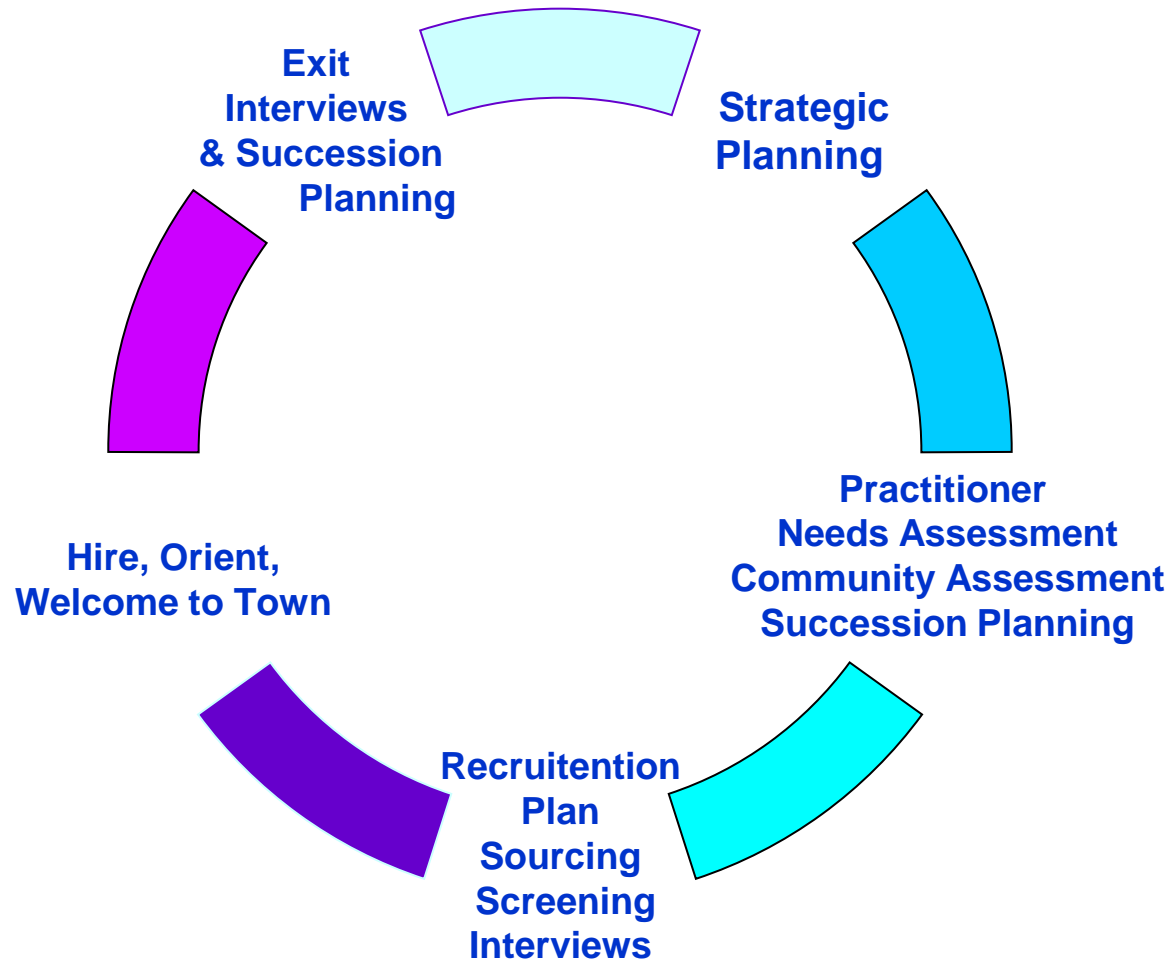 Exit
Interviews
& Succession
Planning
Strategic
Planning
Practitioner
Needs Assessment
Community Assessment
Succession Planning
Hire, Orient,
Welcome to Town
Recruitention
Plan
Sourcing
Screening
Interviews